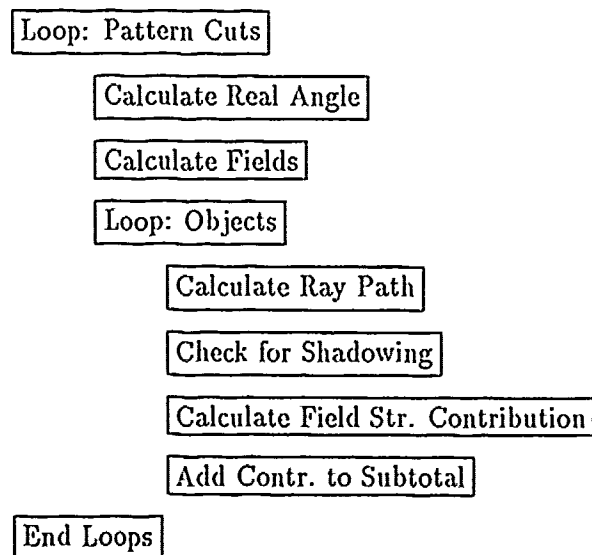 Loop: Pattern Cuts
Calculate Real Angle
Calculate Fields
Loop: Objects
Calculate Ray Path
Check for Shadowing
Calculate Field Str. Contribution
Add Contr. to Subtotal
End Loops